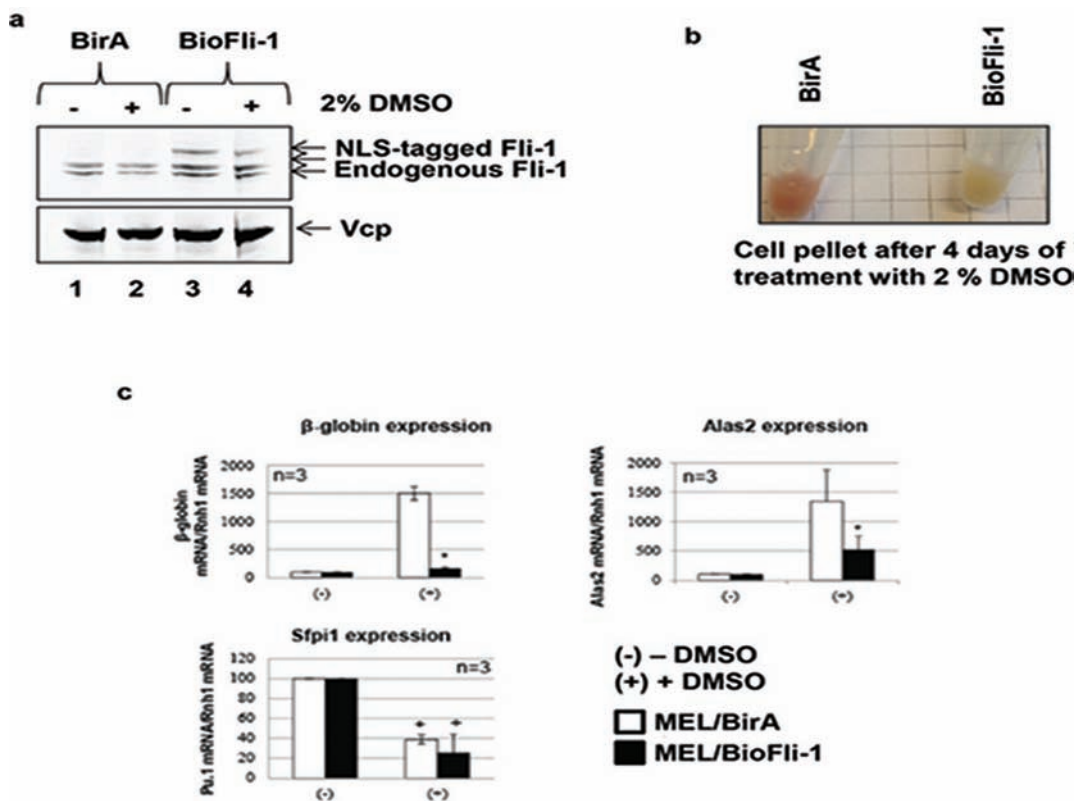 a
BirA BioFli-1
- + - + 2% DMSO
NLS-tagged Fli-1
Endogenous Fli-1
Vcp
1 2 3 4
b
BirA
BioFli-1
Cell pellet after 4 days of
treatment with 2 % DMSO
c
β-globin expression
β-globin
mRNA/Rnh1 mRNA
2000
1500
1000
500
0
n=3
*
(-) (+)
Alas2 expression
Alas2 mRNA/Rnh1 mRNA
2000
1500
1000
500
0
n=3
*
(-) (+)
Sfpi1 expression
Pu.1 mRNA/Rnh1 mRNA
120
100
80
60
40
20
0
n=3
* *
(-) (+)
(-) – DMSO
(+) + DMSO
MEL/BirA
MEL/BioFli-1